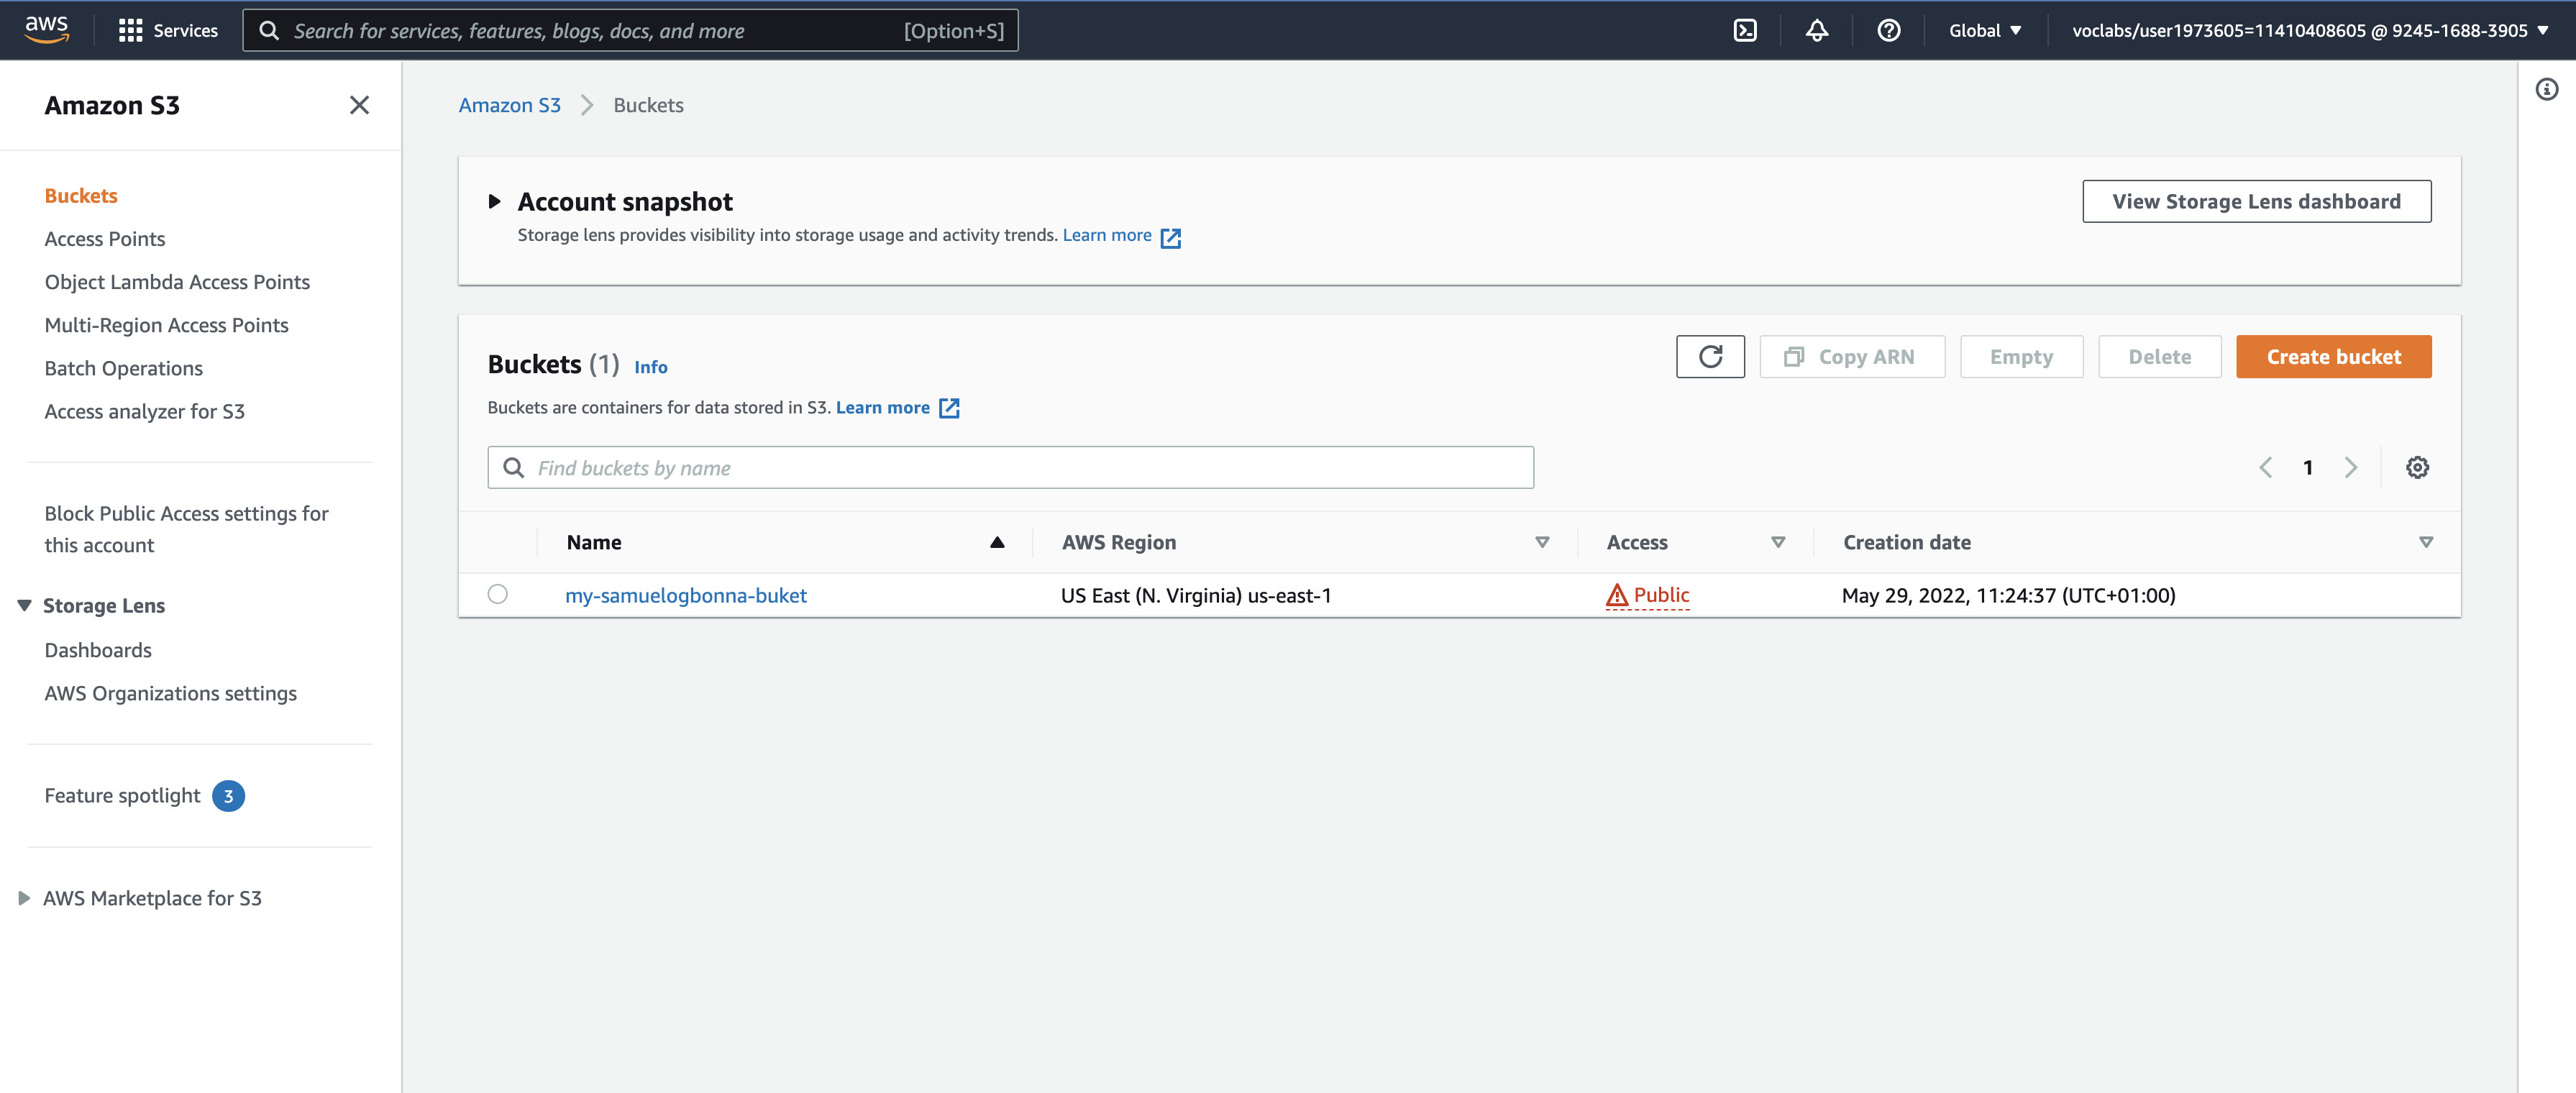 aws
Services
Search for services, features, blogs, docs, and more
[Option+S]
Global
voclabs/user1973605=11410408605 @ 9245-1688-3905
Amazon S3
Buckets
Access Points
Object Lambda Access Points
Multi-Region Access Points
Batch Operations
Access analyzer for S3
Block Public Access settings for
this account
Storage Lens
Dashboards
AWS Organizations settings
Feature spotlight 3
AWS Marketplace for S3
Amazon S3 Buckets
Account snapshot
Storage lens provides visibility into storage usage and activity trends. Learn more
View Storage Lens dashboard
Buckets (1) Info
Buckets are containers for data stored in S3. Learn more
Copy ARN
Empty
Delete
Create bucket
Find buckets by name
1
Name AWS Region Access Creation date
my-samuelogbonna-buket US East (N. Virginia) us-east-1 Public May 29, 2022, 11:24:37 (UTC+01:00)